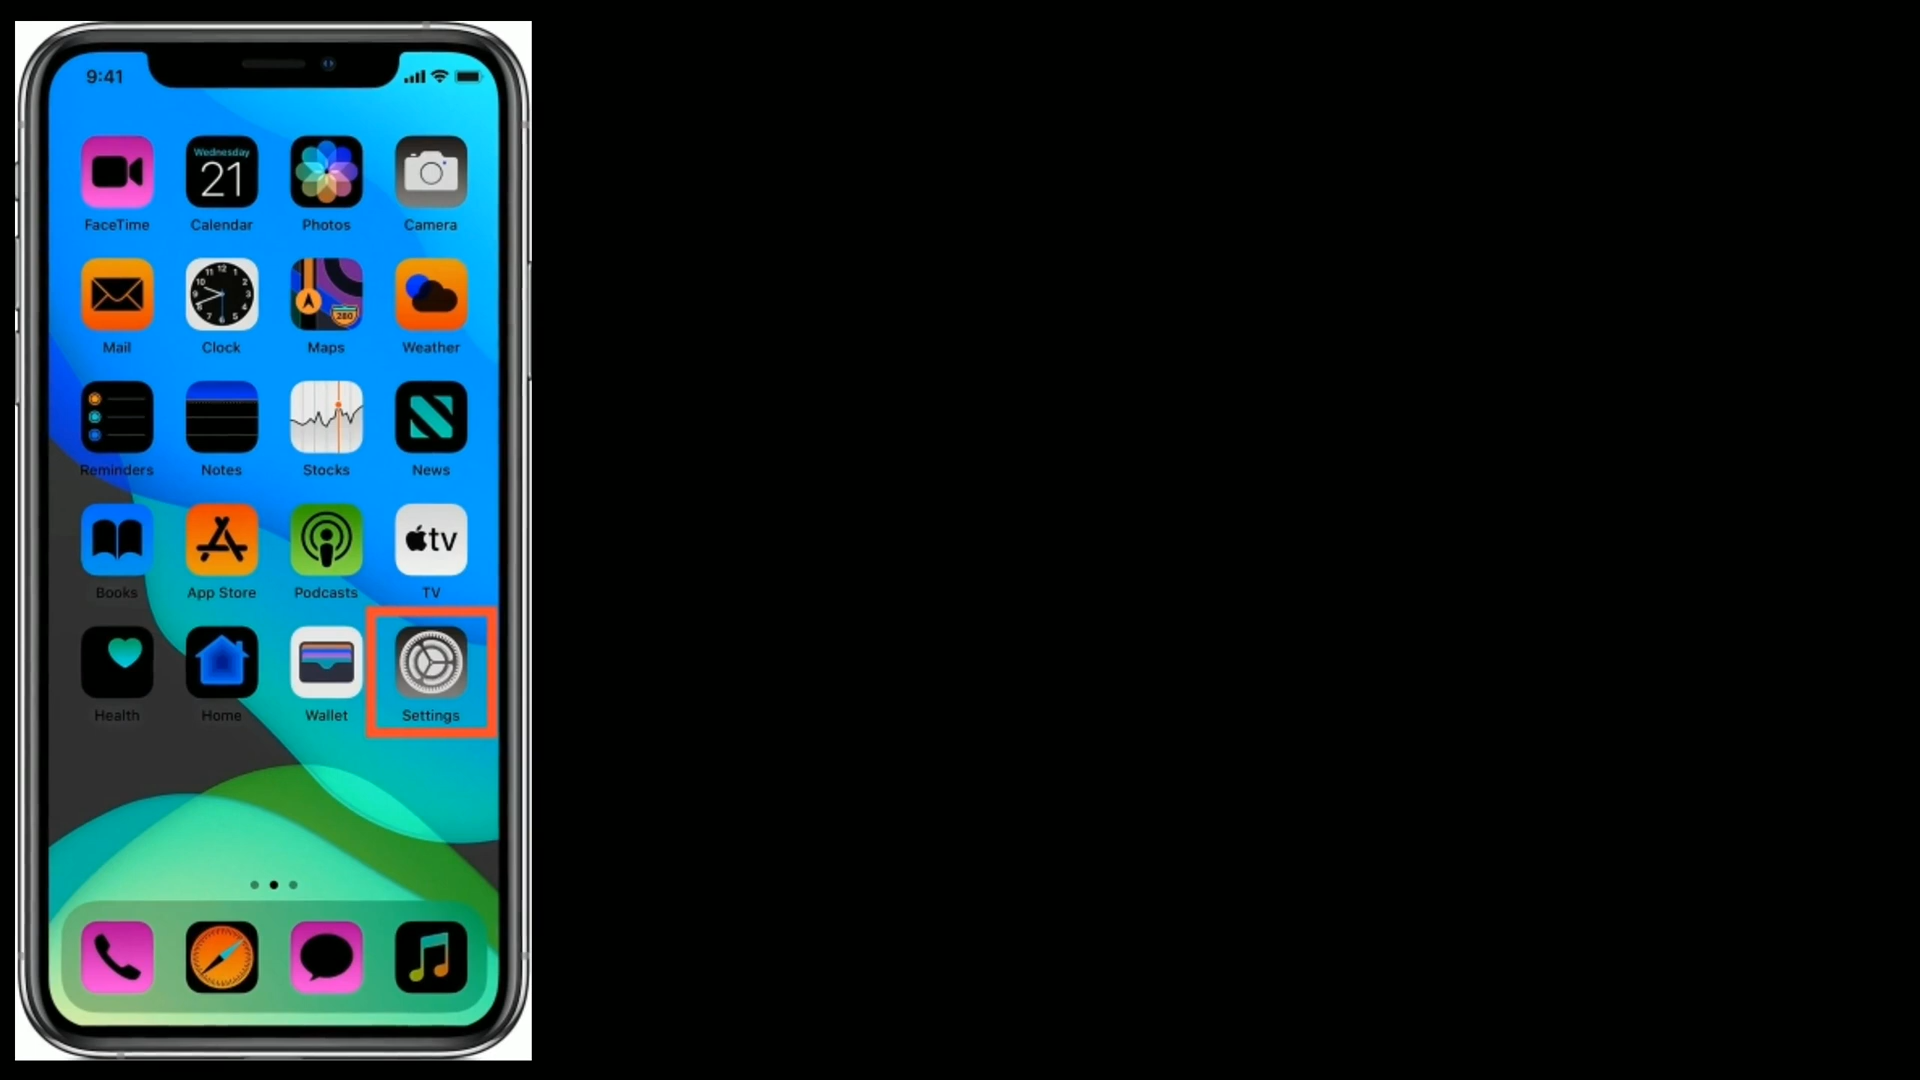 9:41
Wednesday
21
FaceTime Calendar Photos Camera
280
Mail Clock Maps Weather
Reminders Notes Stocks News
tv
Books App Store Podcasts TV
Health Home Wallet Settings